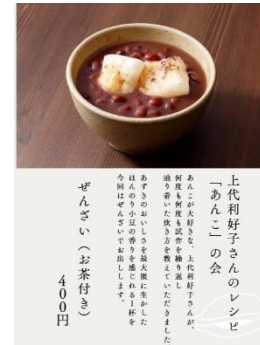 上代利好子さんのレシピ
「あんこ」の会
あんこが大好きな、上代利好子さんが、
何度も何度も試作を繰り返し
辿り着いた炊き方を教えていただきました
あずきのおいしさを最大限に生かした
ほんのり小豆の香りを感じれる1杯を
今回はぜんざいでお出しします。
ぜんざい（お茶付き）
400円